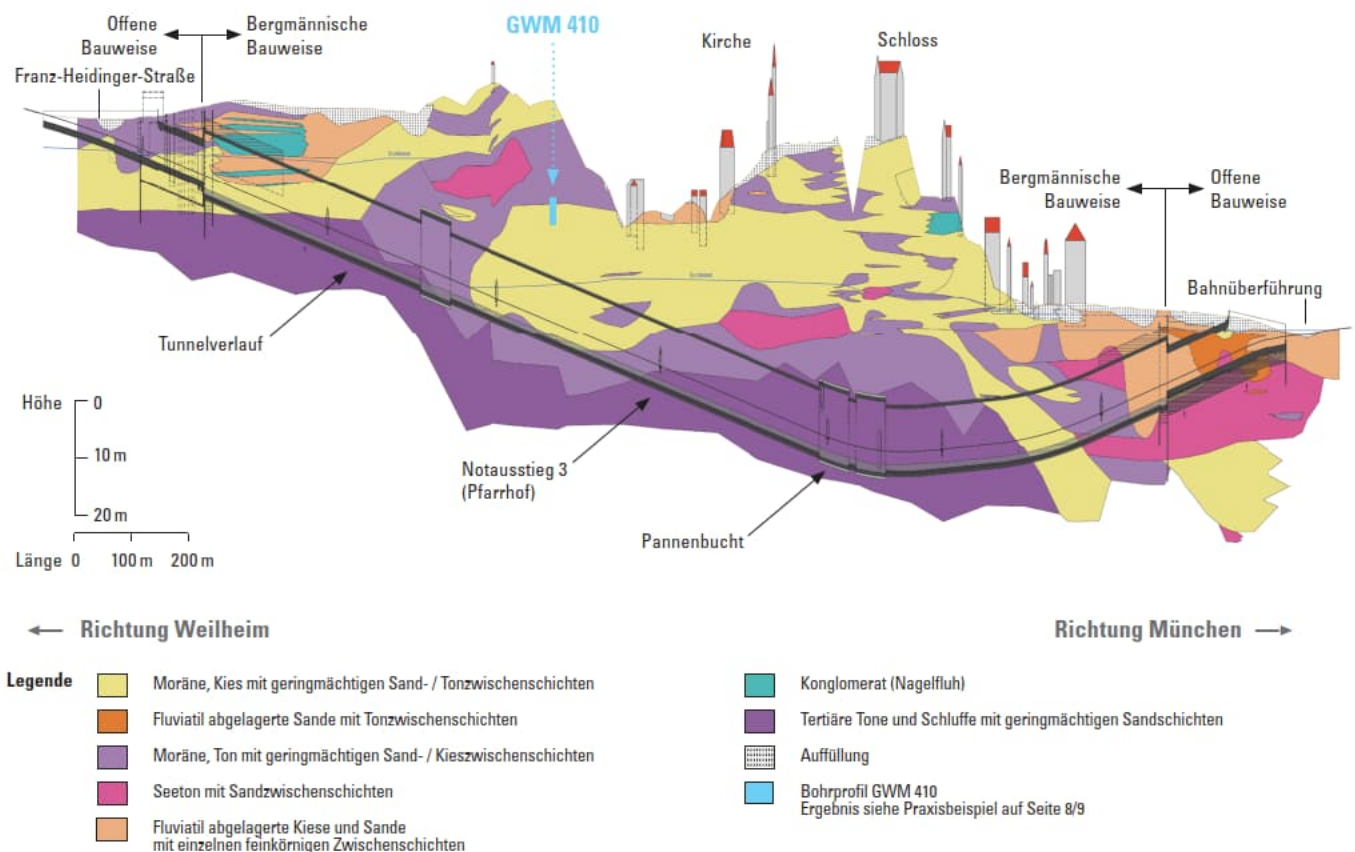 Offene
Bauweise
Bergmännische
Bauweise
GWM 410
Kirche
Schloss
Franz-Heidinger-Straße
Bergmännische
Bauweise
Offene
Bauweise
Bahnüberführung
Tunnelverlauf
Höhe
0
10 m
20 m
Notausstieg 3
(Pfarrhof)
Pannenbucht
Länge 0 100 m 200 m
Richtung Weilheim
Richtung München
Legende
Moräne, Kies mit geringmächtigen Sand- / Tonzwischenschichten
Fluviatil abgelagerte Sande mit Tonzwischenschichten
Moräne, Ton mit geringmächtigen Sand- / Kieszwischenschichten
Seeton mit Sandzwischenschichten
Fluviatil abgelagerte Kiese und Sande
mit einzelnen feinkörnigen Zwischenschichten
Konglomerat (Nagelfluh)
Tertiäre Tone und Schluffe mit geringmächtigen Sandschichten
Auffüllung
Bohrprofil GWM 410
Ergebnis siehe Praxisbeispiel auf Seite 8/9